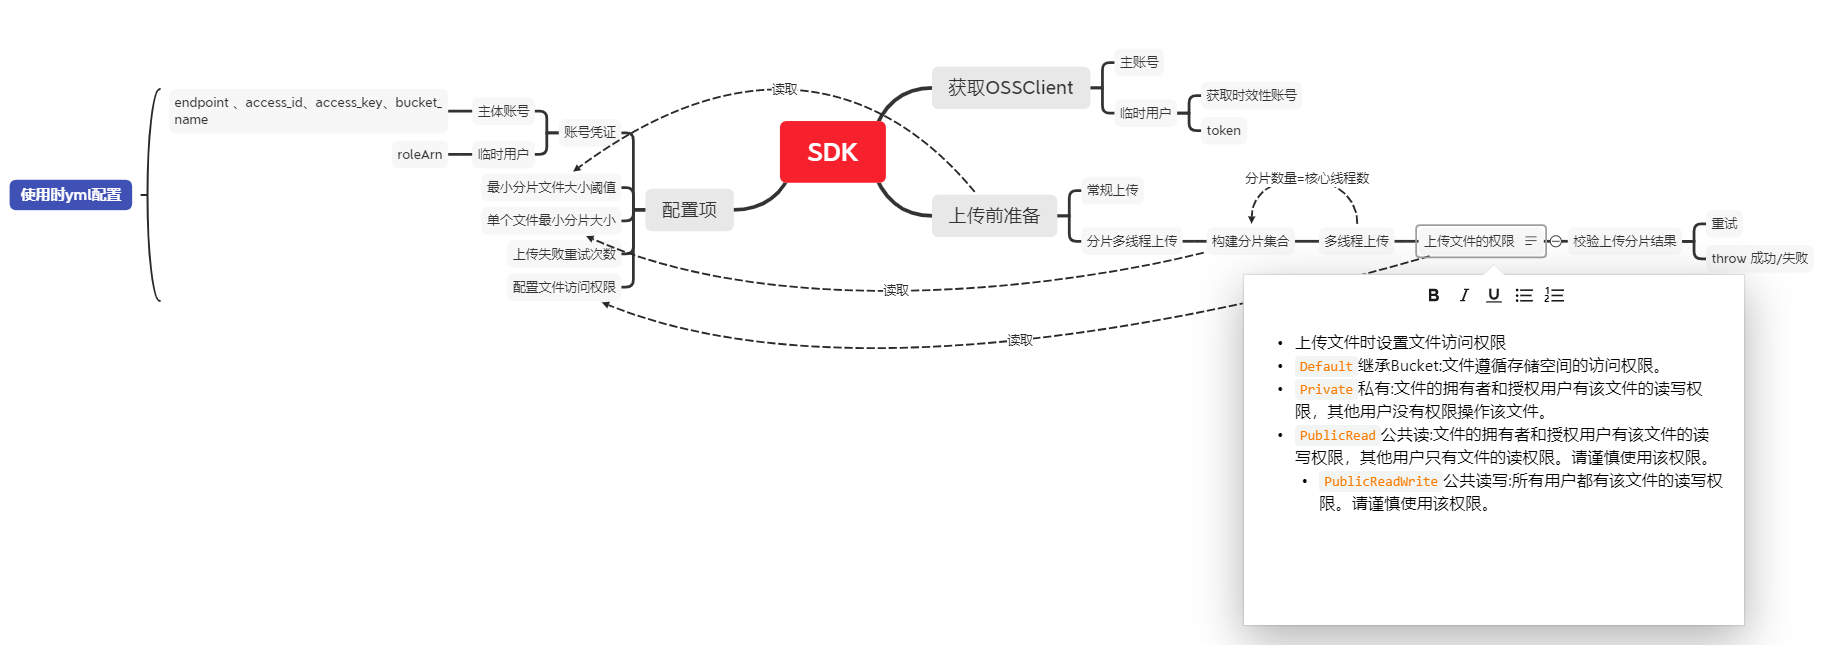 使用时yml配置
endpoint 、access_id、access_key、bucket_
name
主体账号
roleArn
临时用户
账号凭证
最小分片文件大小阈值
单个文件最小分片大小
上传失败重试次数
配置文件访问权限
配置项
读取
SDK
获取OSSClient
主账号
临时用户
获取时效性账号
token
上传前准备
常规上传
分片多线程上传
分片数量=核心线程数
构建分片集合
多线程上传
上传文件的权限
校验上传分片结果
重试
throw 成功/失败
读取
读取
B I U
• 上传文件时设置文件访问权限
• Default 继承Bucket:文件遵循存储空间的访问权限。
• Private 私有:文件的拥有者和授权用户有该文件的读写权
限，其他用户没有权限操作该文件。
• PublicRead 公共读:文件的拥有者和授权用户有该文件的读
写权限，其他用户只有文件的读权限。请谨慎使用该权限。
• PublicReadWrite 公共读写:所有用户都有该文件的读写权
限。请谨慎使用该权限。